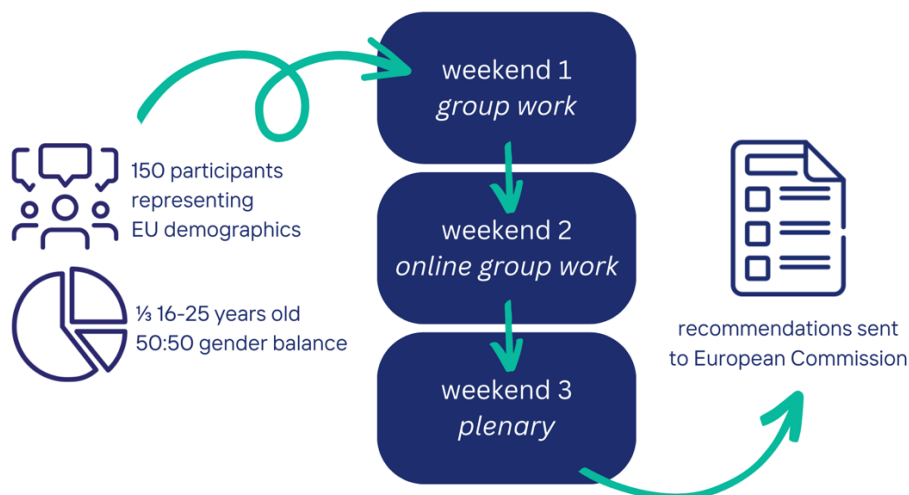 150 participants
representing
EU demographics
⅓ 16-25 years old
50:50 gender balance
weekend 1
group work
weekend 2
online group work
weekend 3
plenary
recommendations sent
to European Commission